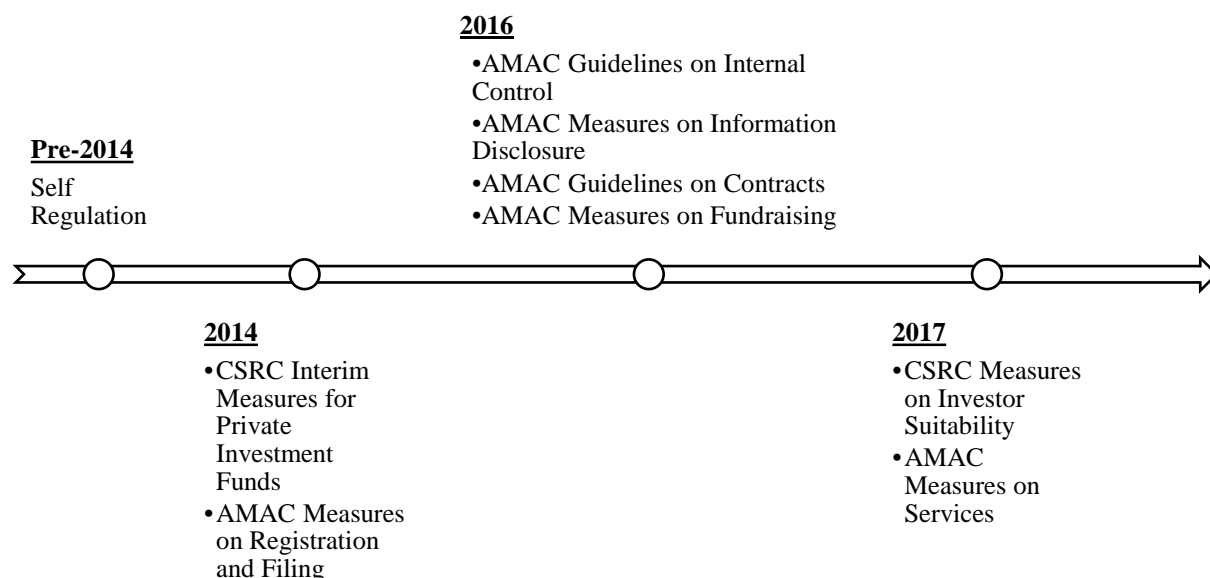 Pre-2014
Self
Regulation
2014
•CSRC Interim
Measures for
Private
Investment
Funds
•AMAC Measures
on Registration
and Filing
2016
•AMAC Guidelines on Internal
Control
•AMAC Measures on Information
Disclosure
•AMAC Guidelines on Contracts
•AMAC Measures on Fundraising
2017
•CSRC Measures
on Investor
Suitability
•AMAC
Measures on
Services